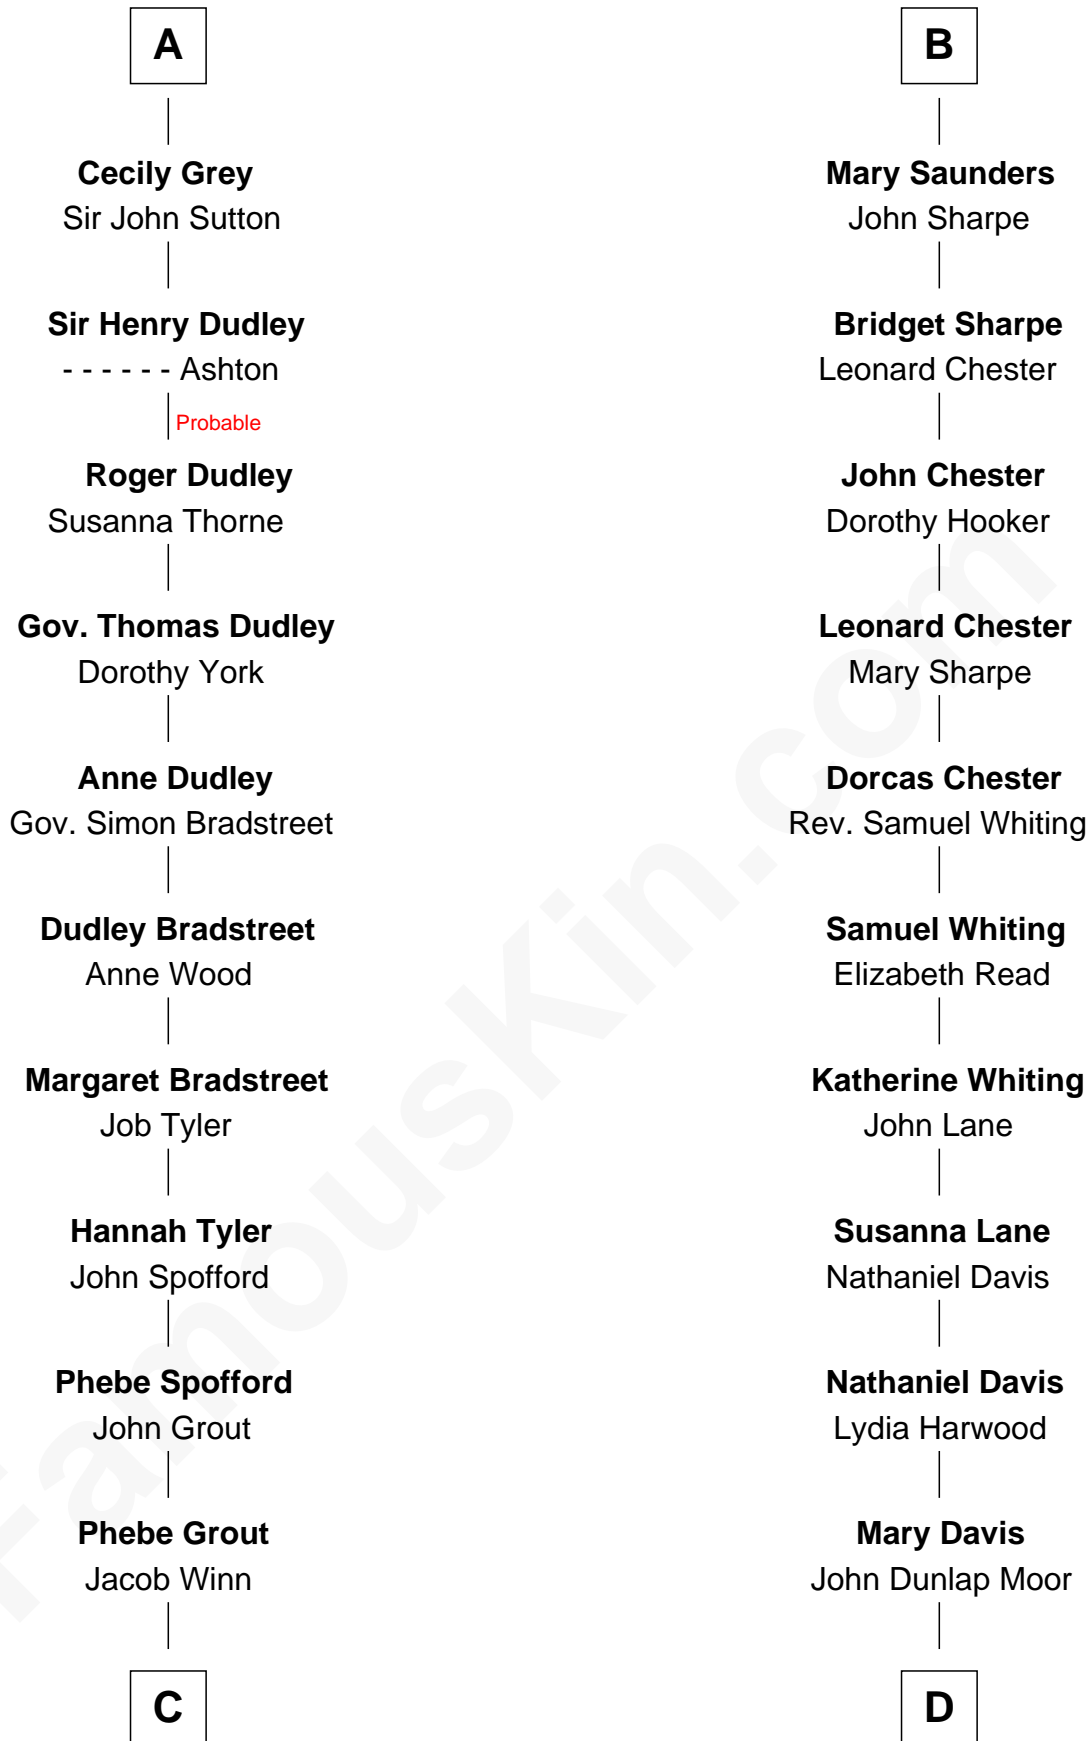 A
Cecily Grey
Sir John Sutton
Sir Henry Dudley
- - - - - - Ashton
Probable
Roger Dudley
Susanna Thorne
Gov. Thomas Dudley
Dorothy York
Anne Dudley
Gov. Simon Bradstreet
Dudley Bradstreet
Anne Wood
Margaret Bradstreet
Job Tyler
Hannah Tyler
John Spofford
Phebe Spofford
John Grout
Phebe Grout
Jacob Winn
C
B
Mary Saunders
John Sharpe
Bridget Sharpe
Leonard Chester
John Chester
Dorothy Hooker
Leonard Chester
Mary Sharpe
Dorcas Chester
Rev. Samuel Whiting
Samuel Whiting
Elizabeth Read
Katherine Whiting
John Lane
Susanna Lane
Nathaniel Davis
Nathaniel Davis
Lydia Harwood
Mary Davis
John Dunlap Moor
D
FamousKin.com